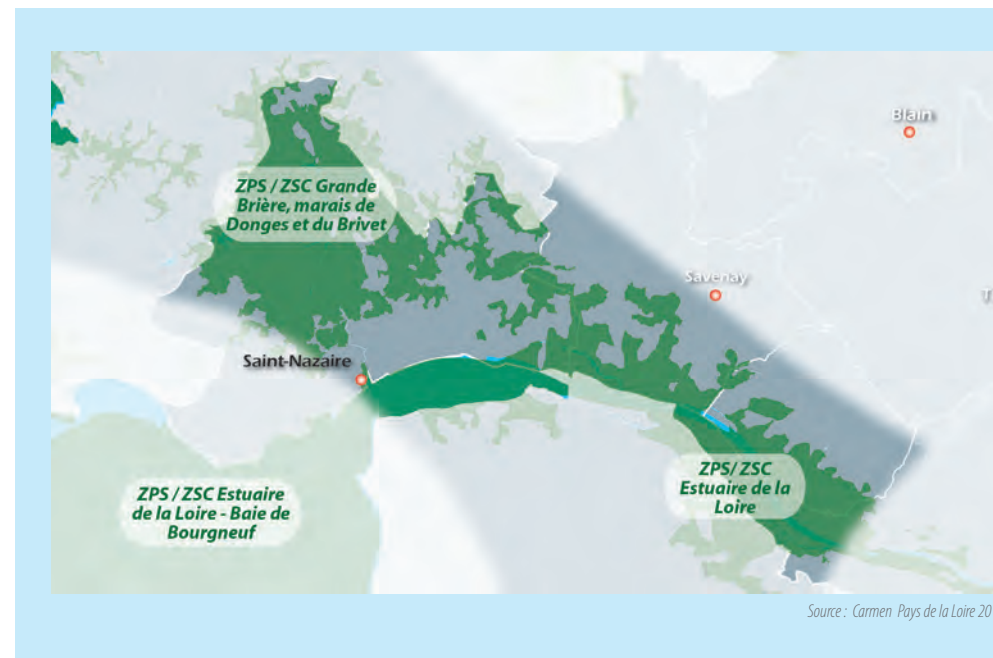 Blain
ZPS / ZSC Grande
Brière, marais de
Donges et du Brivet
Savenay
T
Saint-Nazaire
ZPS/ ZSC
Estuaire de la
Loire
ZPS / ZSC Estuaire
de la Loire - Baie de
Bourgneuf
Source : Carmen Pays de la Loire 20